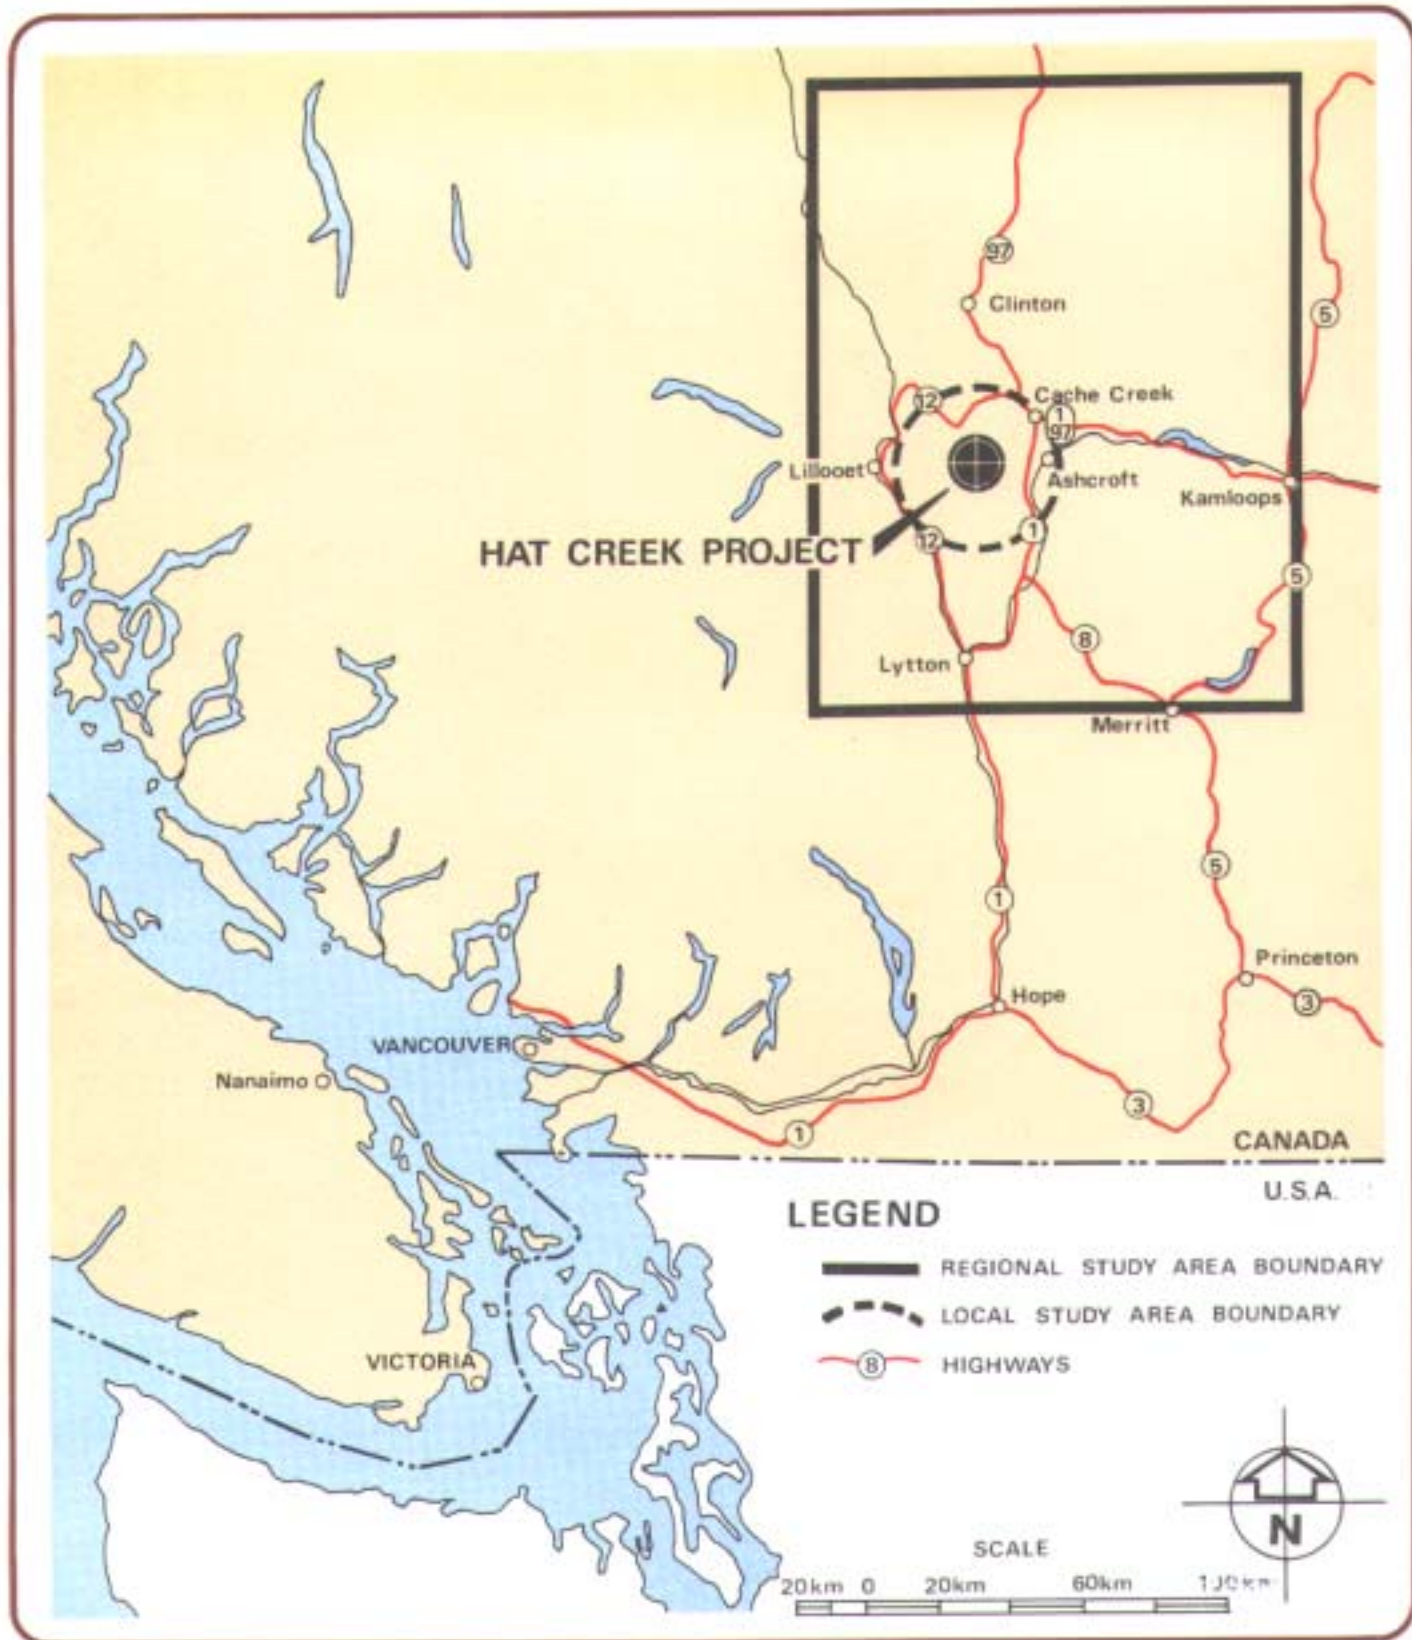 97
Clinton
5
Cache Creek
12
1
97
Lillooet
Ashcroft
Kamloops
HAT CREEK PROJECT
12
1
5
8
Lytton
Merritt
5
1
Princeton
Hope
3
VANCOUVER
Nanaimo
3
1
CANADA
U.S.A.
LEGEND
REGIONAL STUDY AREA BOUNDARY
LOCAL STUDY AREA BOUNDARY
8 HIGHWAYS
VICTORIA
N
SCALE
20km 0 20km 60km 100km